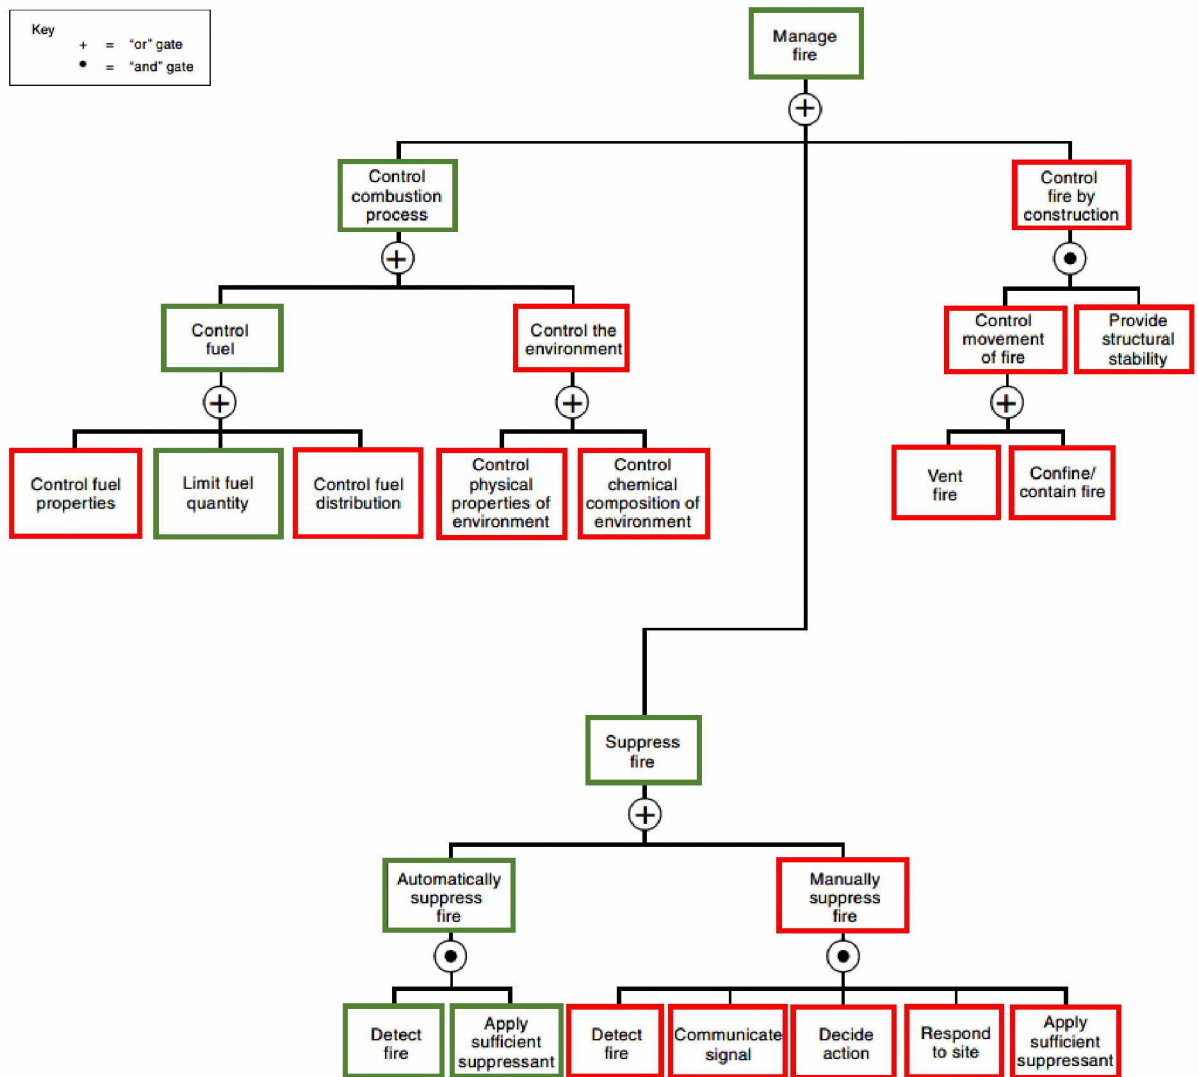 Key
+ = “or” gate
• = “and” gate
Manage
fire
+
Control
combustion
process
Control
fire by
construction
+
•
Control
fuel
Control the
environment
Control
movement
of fire
Provide
structural
stability
+
+
+
Control fuel
properties
Limit fuel
quantity
Control fuel
distribution
Control
physical
properties of
environment
Control
chemical
composition of
environment
Vent
fire
Confine/
contain fire
Suppress
fire
+
Automatically
suppress
fire
Manually
suppress
fire
•
•
Detect
fire
Apply
sufficient
suppressant
Detect
fire
Communicate
signal
Decide
action
Respond
to site
Apply
sufficient
suppressant